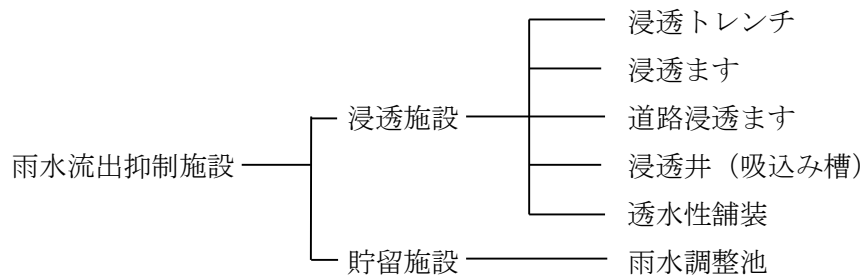 浸透トレンチ
浸透ます
浸透施設
道路浸透ます
雨水流出抑制施設
浸透井（吸込み槽）
透水性舗装
貯留施設
雨水調整池